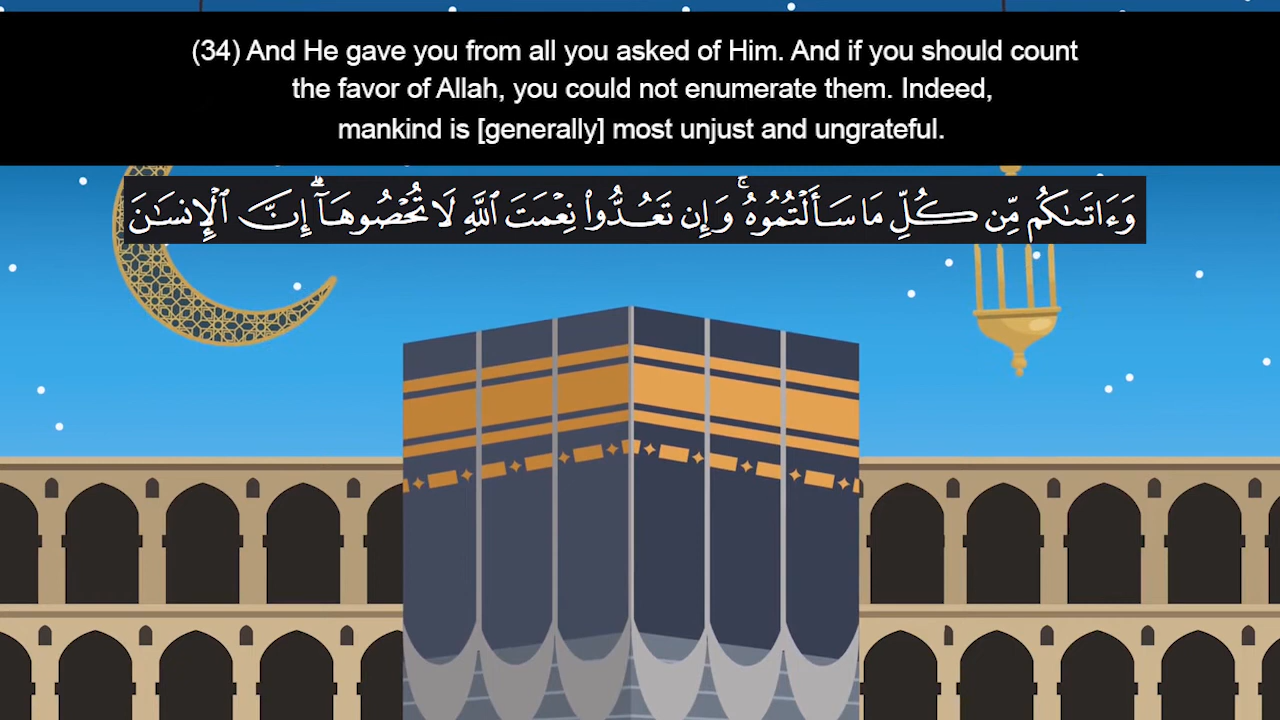 (34) And He gave you from all you asked of Him. And if you should count
the favor of Allah, you could not enumerate them. Indeed,
mankind is [generally] most unjust and ungrateful.
وَءَاتَىٰكُم مِّن كُلِّ مَا سَأَلْتُمُوهُ ۚ وَإِن تَعُدُّوا۟ نِعْمَتَ ٱللَّهِ لَا تُحْصُوهَآ ۗ إِنَّ ٱلْإِنسَـٰنَ